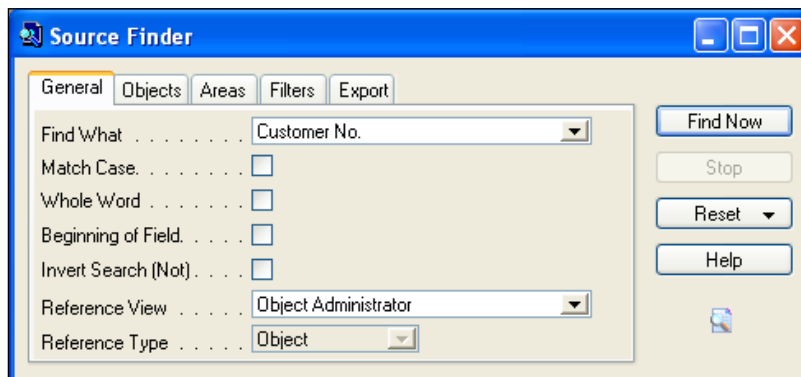 Source Finder
General Objects Areas Filters Export
Find What . . . . . . . . Customer No.
Match Case. . . . . . . .
Whole Word . . . . . . .
Beginning of Field. . . . .
Invert Search (Not) . . . .
Reference View . . . . . Object Administrator
Reference Type . . . . . Object
Find Now
Stop
Reset
Help